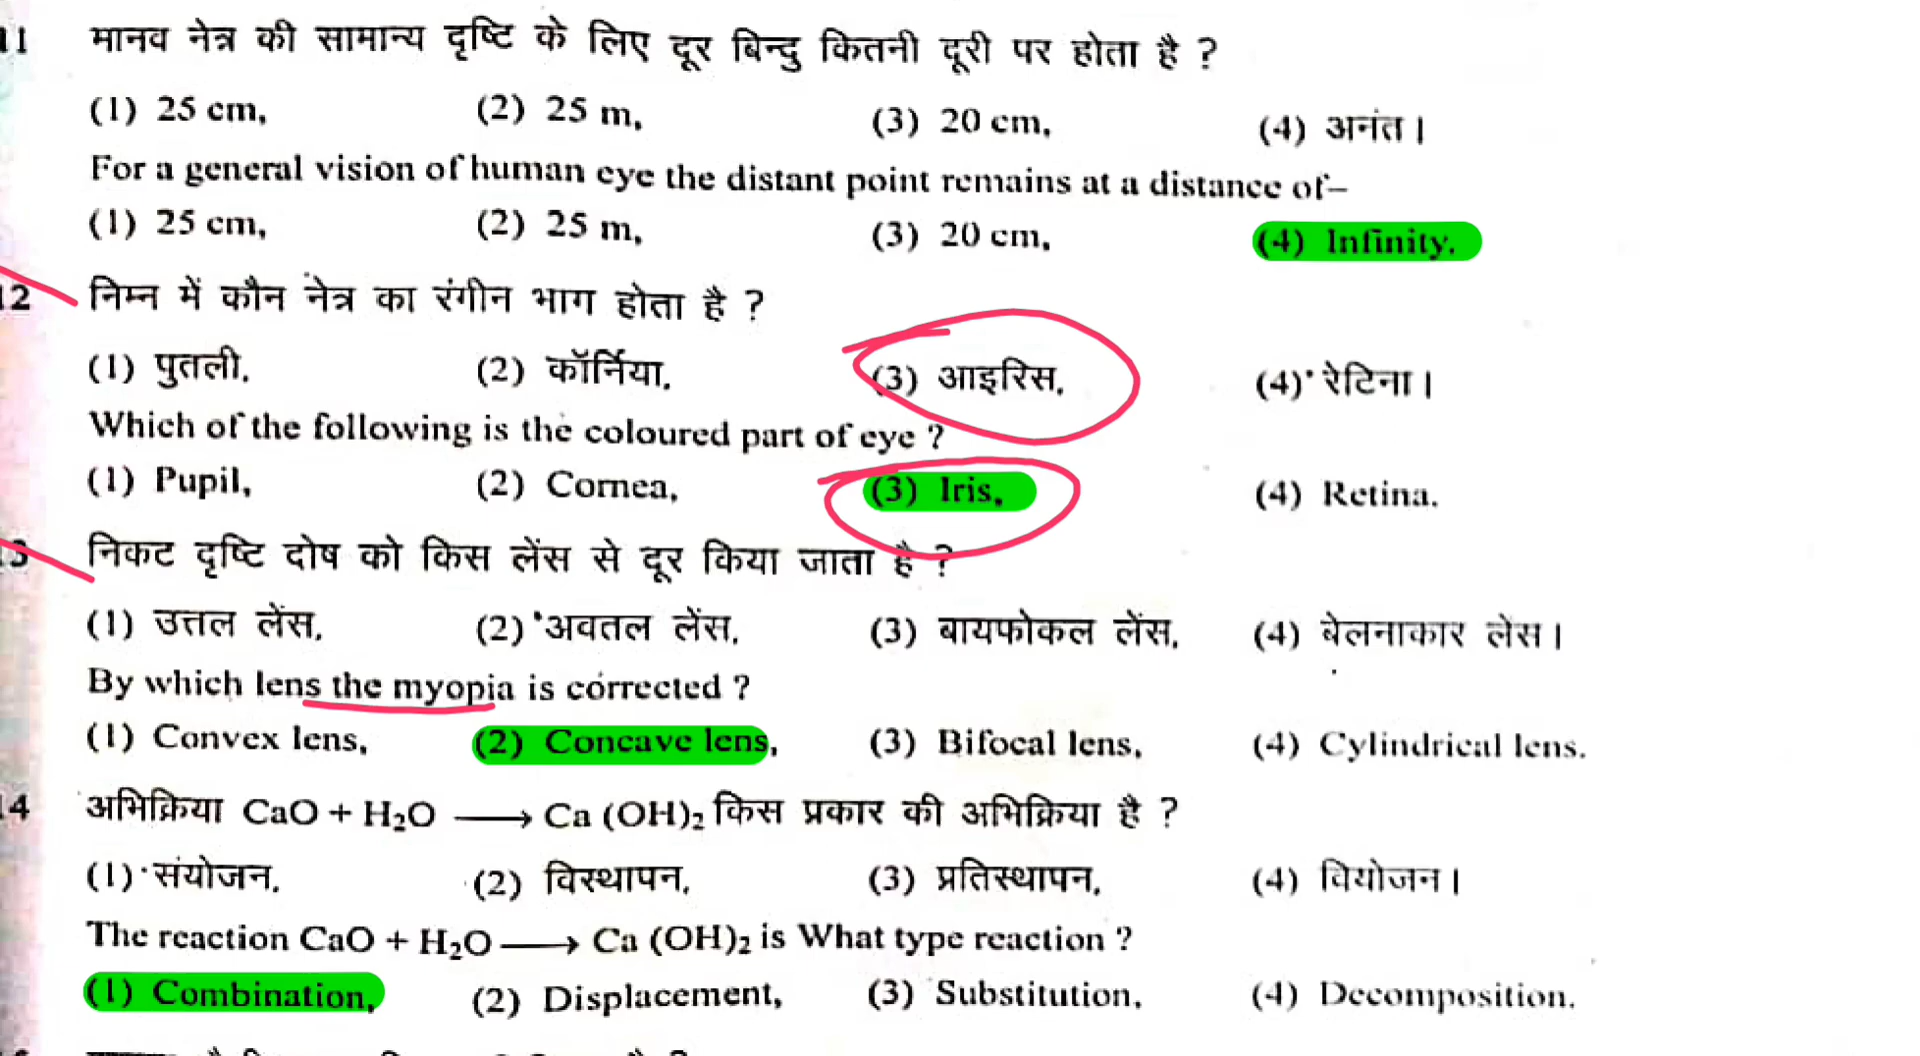 11 मानव नेत्र की सामान्य दृष्टि के लिए दूर बिन्दु कितनी दूरी पर होता है ?
(1) 25 cm, (2) 25 m, (3) 20 cm, (4) अनंत।
For a general vision of human eye the distant point remains at a distance of–
(1) 25 cm, (2) 25 m, (3) 20 cm, (4) Infinity.
12 निम्न में कौन नेत्र का रंगीन भाग होता है ?
(1) पुतली, (2) कॉर्निया, (3) आइरिस, (4) रेटिना।
Which of the following is the coloured part of eye ?
(1) Pupil, (2) Cornea, (3) Iris, (4) Retina.
13 निकट दृष्टि दोष को किस लेंस से दूर किया जाता है ?
(1) उत्तल लेंस, (2) अवतल लेंस, (3) बायफोकल लेंस, (4) बेलनाकार लेंस।
By which lens the myopia is corrected ?
(1) Convex lens, (2) Concave lens, (3) Bifocal lens, (4) Cylindrical lens.
14 अभिक्रिया CaO + H₂O ⟶ Ca (OH)₂ किस प्रकार की अभिक्रिया है ?
(1) संयोजन, (2) विस्थापन, (3) प्रतिस्थापन, (4) वियोजन।
The reaction CaO + H₂O ⟶ Ca (OH)₂ is What type reaction ?
(1) Combination, (2) Displacement, (3) Substitution, (4) Decomposition.